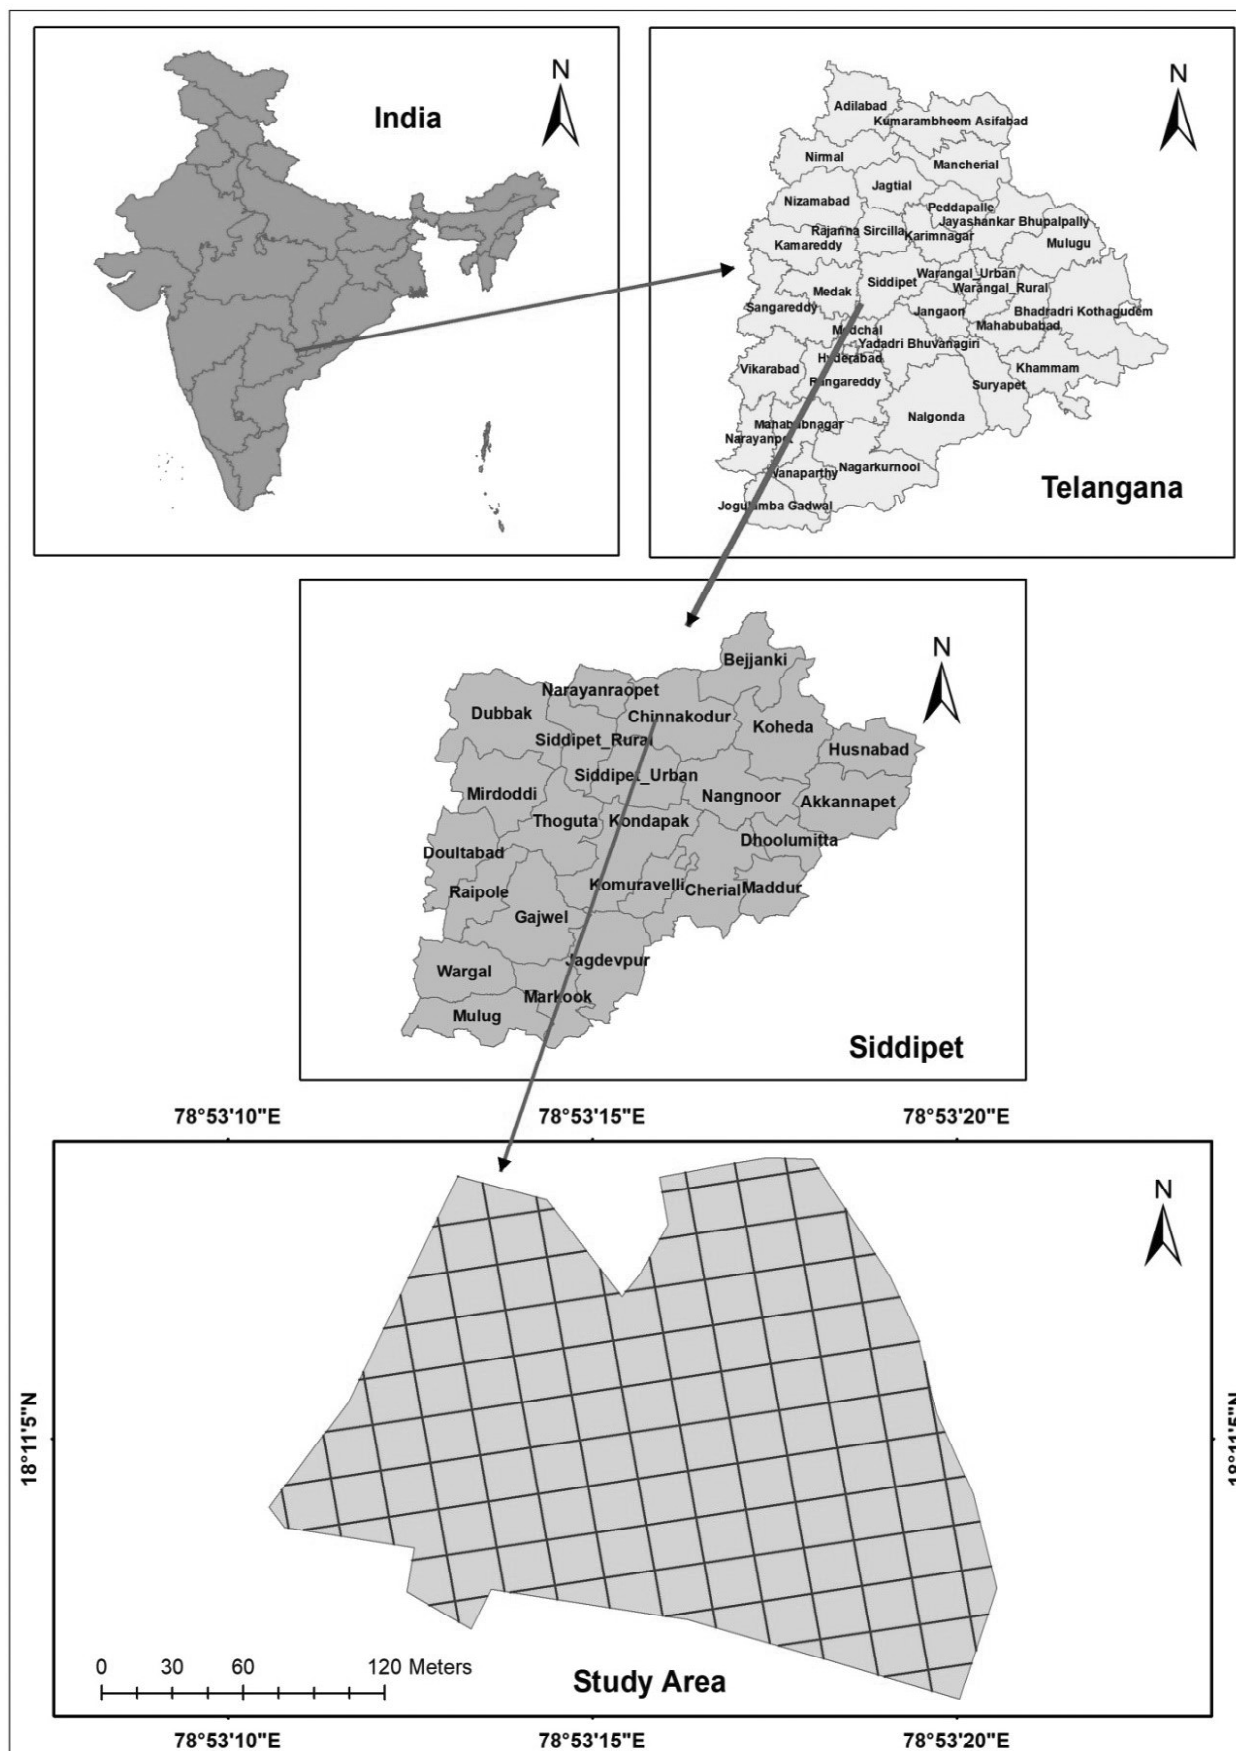 India
N
N
Adilabad
Kumarambheem Asifabad
Nirmal
Mancherial
Jagtial
Nizamabad
Peddapalle
Jayashankar Bhupalpally
Rajanna Sircilla
Karimnagar
Kamareddy
Mulugu
Warangal_Urban
Siddipet
Warangal_Rural
Medak
Sangareddy
Jangaon
Bhadradri Kothagudem
Mahabubabad
Medchal
Yadadri Bhuvanagiri
Hyderabad
Vikarabad
Khammam
Rangareddy
Suryapet
Nalgonda
Mahabubnagar
Narayanpet
Nagarkurnool
Wanaparthy
Jogulamba Gadwal
Telangana
N
Bejjanki
Narayanraopet
Dubbak
Chinnakodur
Koheda
Siddipet_Rural
Husnabad
Siddipet_Urban
Mirdoddi
Nangnoor
Akkannapet
Thoguta
Kondapak
Dhoolumitta
Doultabad
Komuravelli
Cherial
Maddur
Raipole
Gajwel
Jagdevpur
Wargal
Markook
Mulug
Siddipet
78°53'10"E 78°53'15"E 78°53'20"E
N
18°11'5"N
18°11'5"N
0 30 60 120 Meters
Study Area
78°53'10"E 78°53'15"E 78°53'20"E